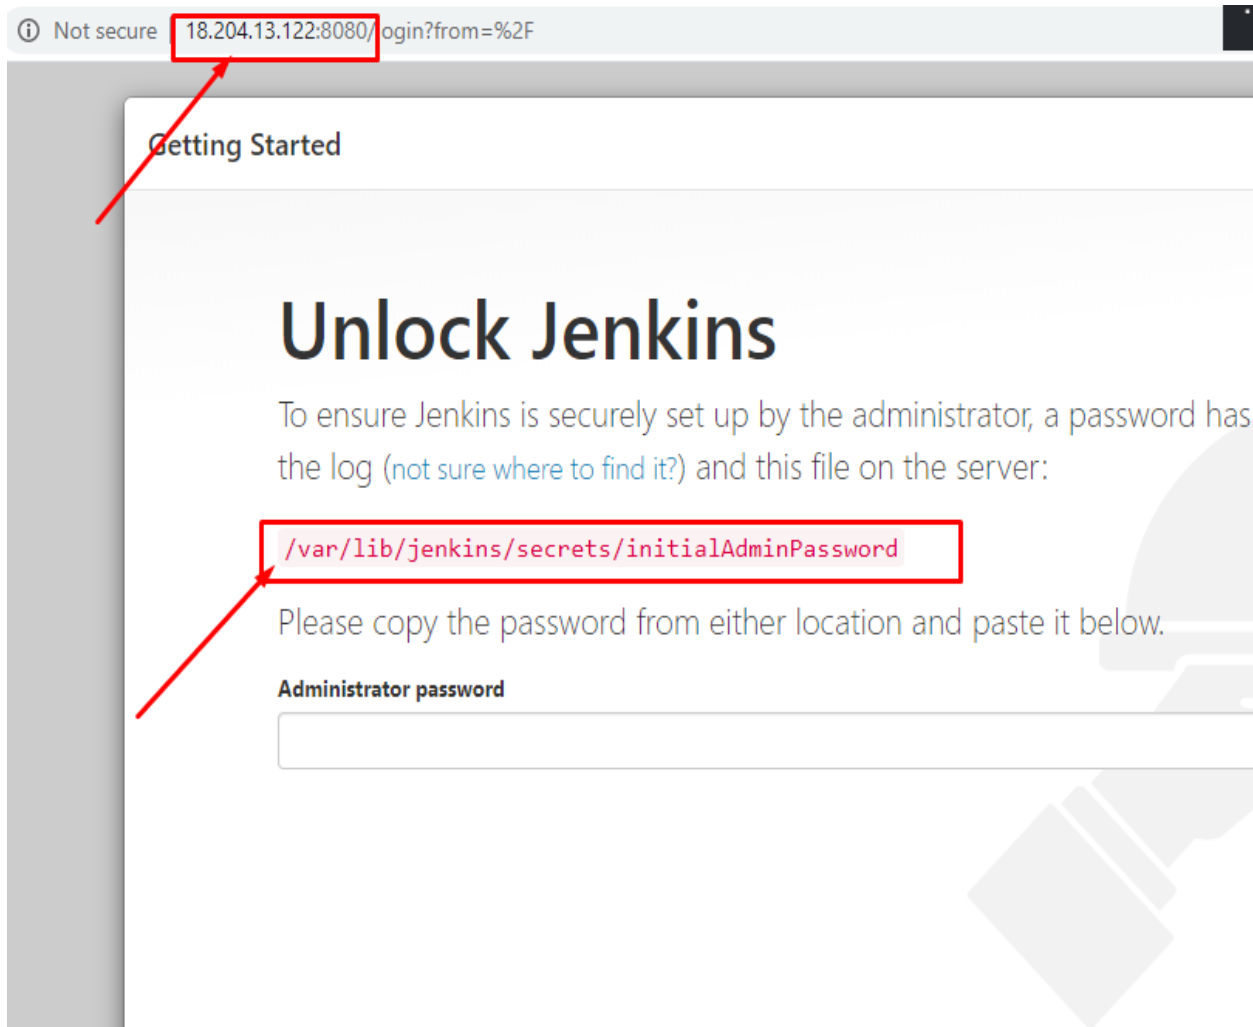 Not secure | 18.204.13.122:8080/login?from=%2F
Getting Started
Unlock Jenkins
To ensure Jenkins is securely set up by the administrator, a password has
the log (not sure where to find it?) and this file on the server:
/var/lib/jenkins/secrets/initialAdminPassword
Please copy the password from either location and paste it below.
Administrator password